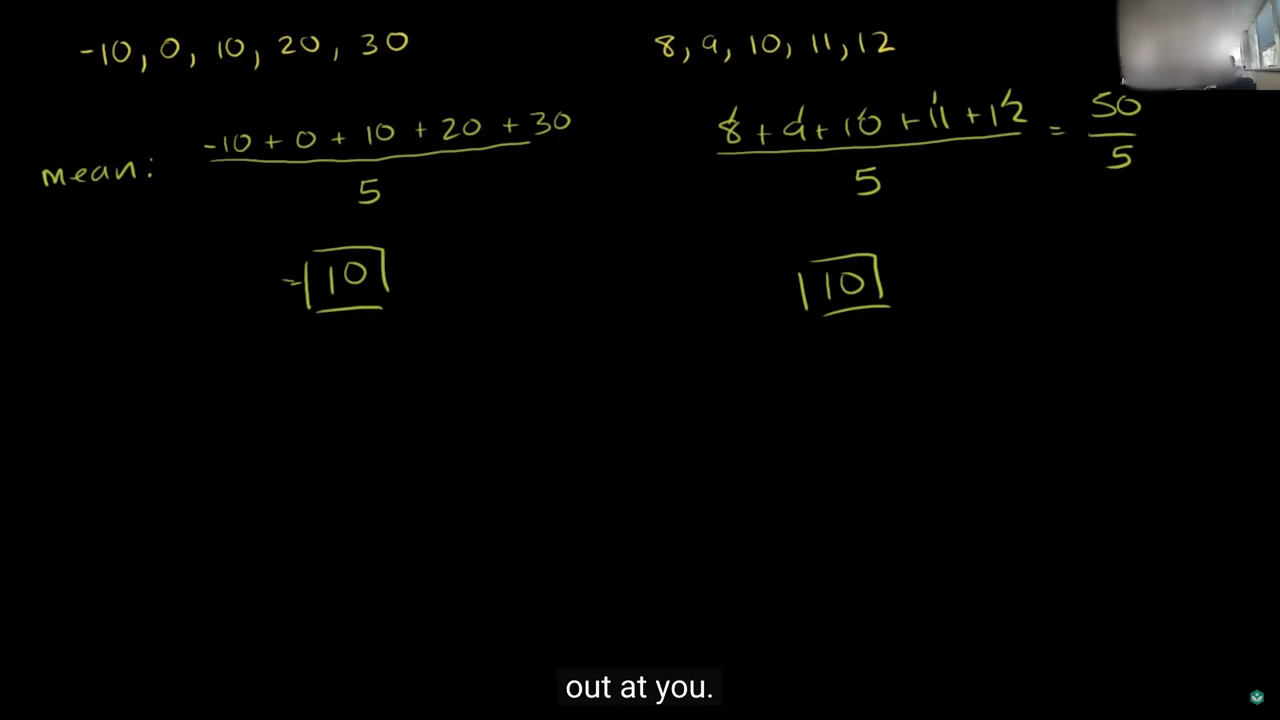 -10, 0, 10, 20, 30
8, 9, 10, 11, 12
mean:
-10 + 0 + 10 + 20 + 30
5
= 10
8 + 9 + 10 + 11 + 12
5
= 50
5
10
out at you.